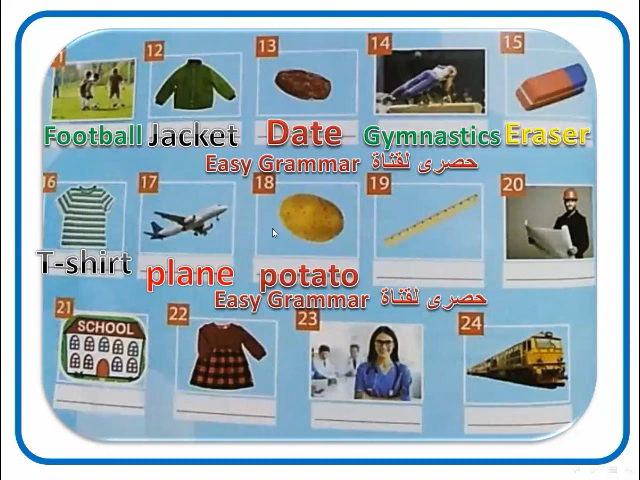 11 12 13 14 15
Football Jacket Date Gymnastics Eraser
Easy Grammar حصرى لقناة
16 17 18 19 20
T-shirt plane potato
Easy Grammar حصرى لقناة
21 22 23 24
SCHOOL